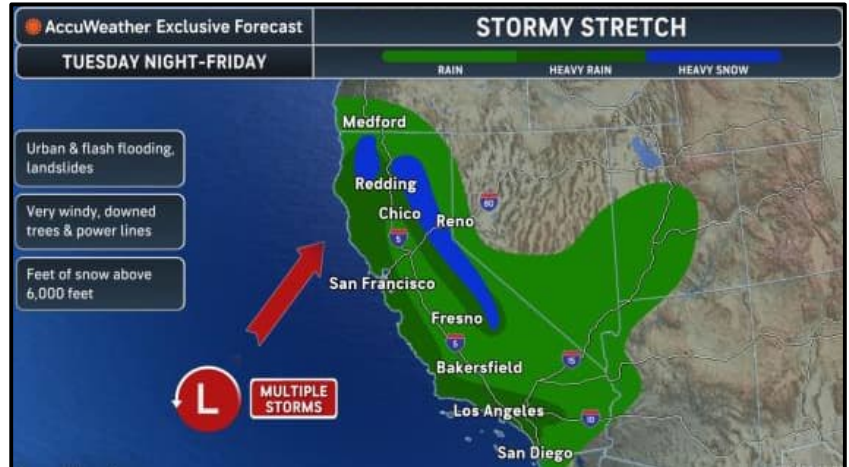 AccuWeather Exclusive Forecast
STORMY STRETCH
TUESDAY NIGHT-FRIDAY
RAIN
HEAVY RAIN
HEAVY SNOW
Urban & flash flooding,
landslides
Very windy, downed
trees & power lines
Feet of snow above
6,000 feet
Medford
Redding
Chico
Reno
80
5
San Francisco
Fresno
5
15
Bakersfield
Los Angeles
10
San Diego
L
MULTIPLE
STORMS